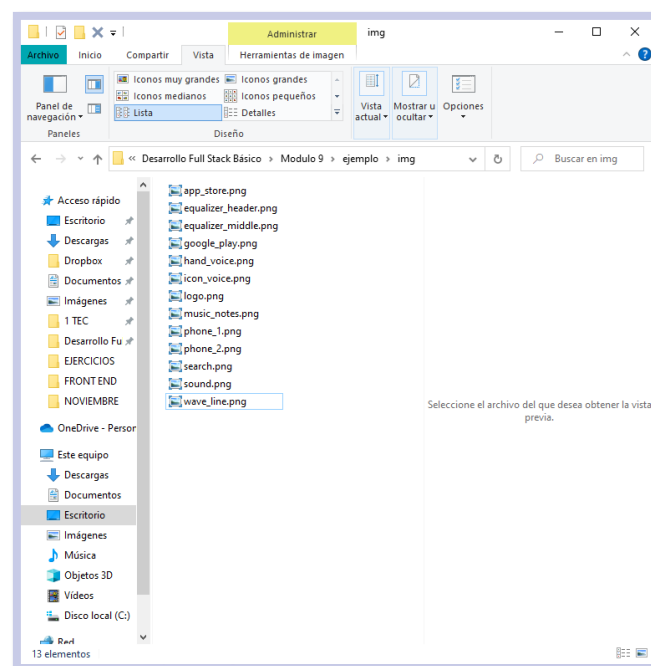 Administrar
img
Archivo Inicio Compartir Vista Herramientas de imagen
Panel de navegación
Iconos muy grandes Iconos grandes
Iconos medianos Iconos pequeños
Lista Detalles
Vista actual
Mostrar u ocultar
Opciones
Paneles Diseño
« Desarrollo Full Stack Básico > Modulo 9 > ejemplo > img
Buscar en img
Acceso rápido
Escritorio
Descargas
Dropbox
Documentos
Imágenes
1 TEC
Desarrollo Fu
EJERCICIOS
FRONT END
NOVIEMBRE
OneDrive - Person
Este equipo
Descargas
Documentos
Escritorio
Imágenes
Música
Objetos 3D
Vídeos
Disco local (C:)
Red
app_store.png
equalizer_header.png
equalizer_middle.png
google_play.png
hand_voice.png
icon_voice.png
logo.png
music_notes.png
phone_1.png
phone_2.png
search.png
sound.png
wave_line.png
Seleccione el archivo del que desea obtener la vista
previa.
13 elementos